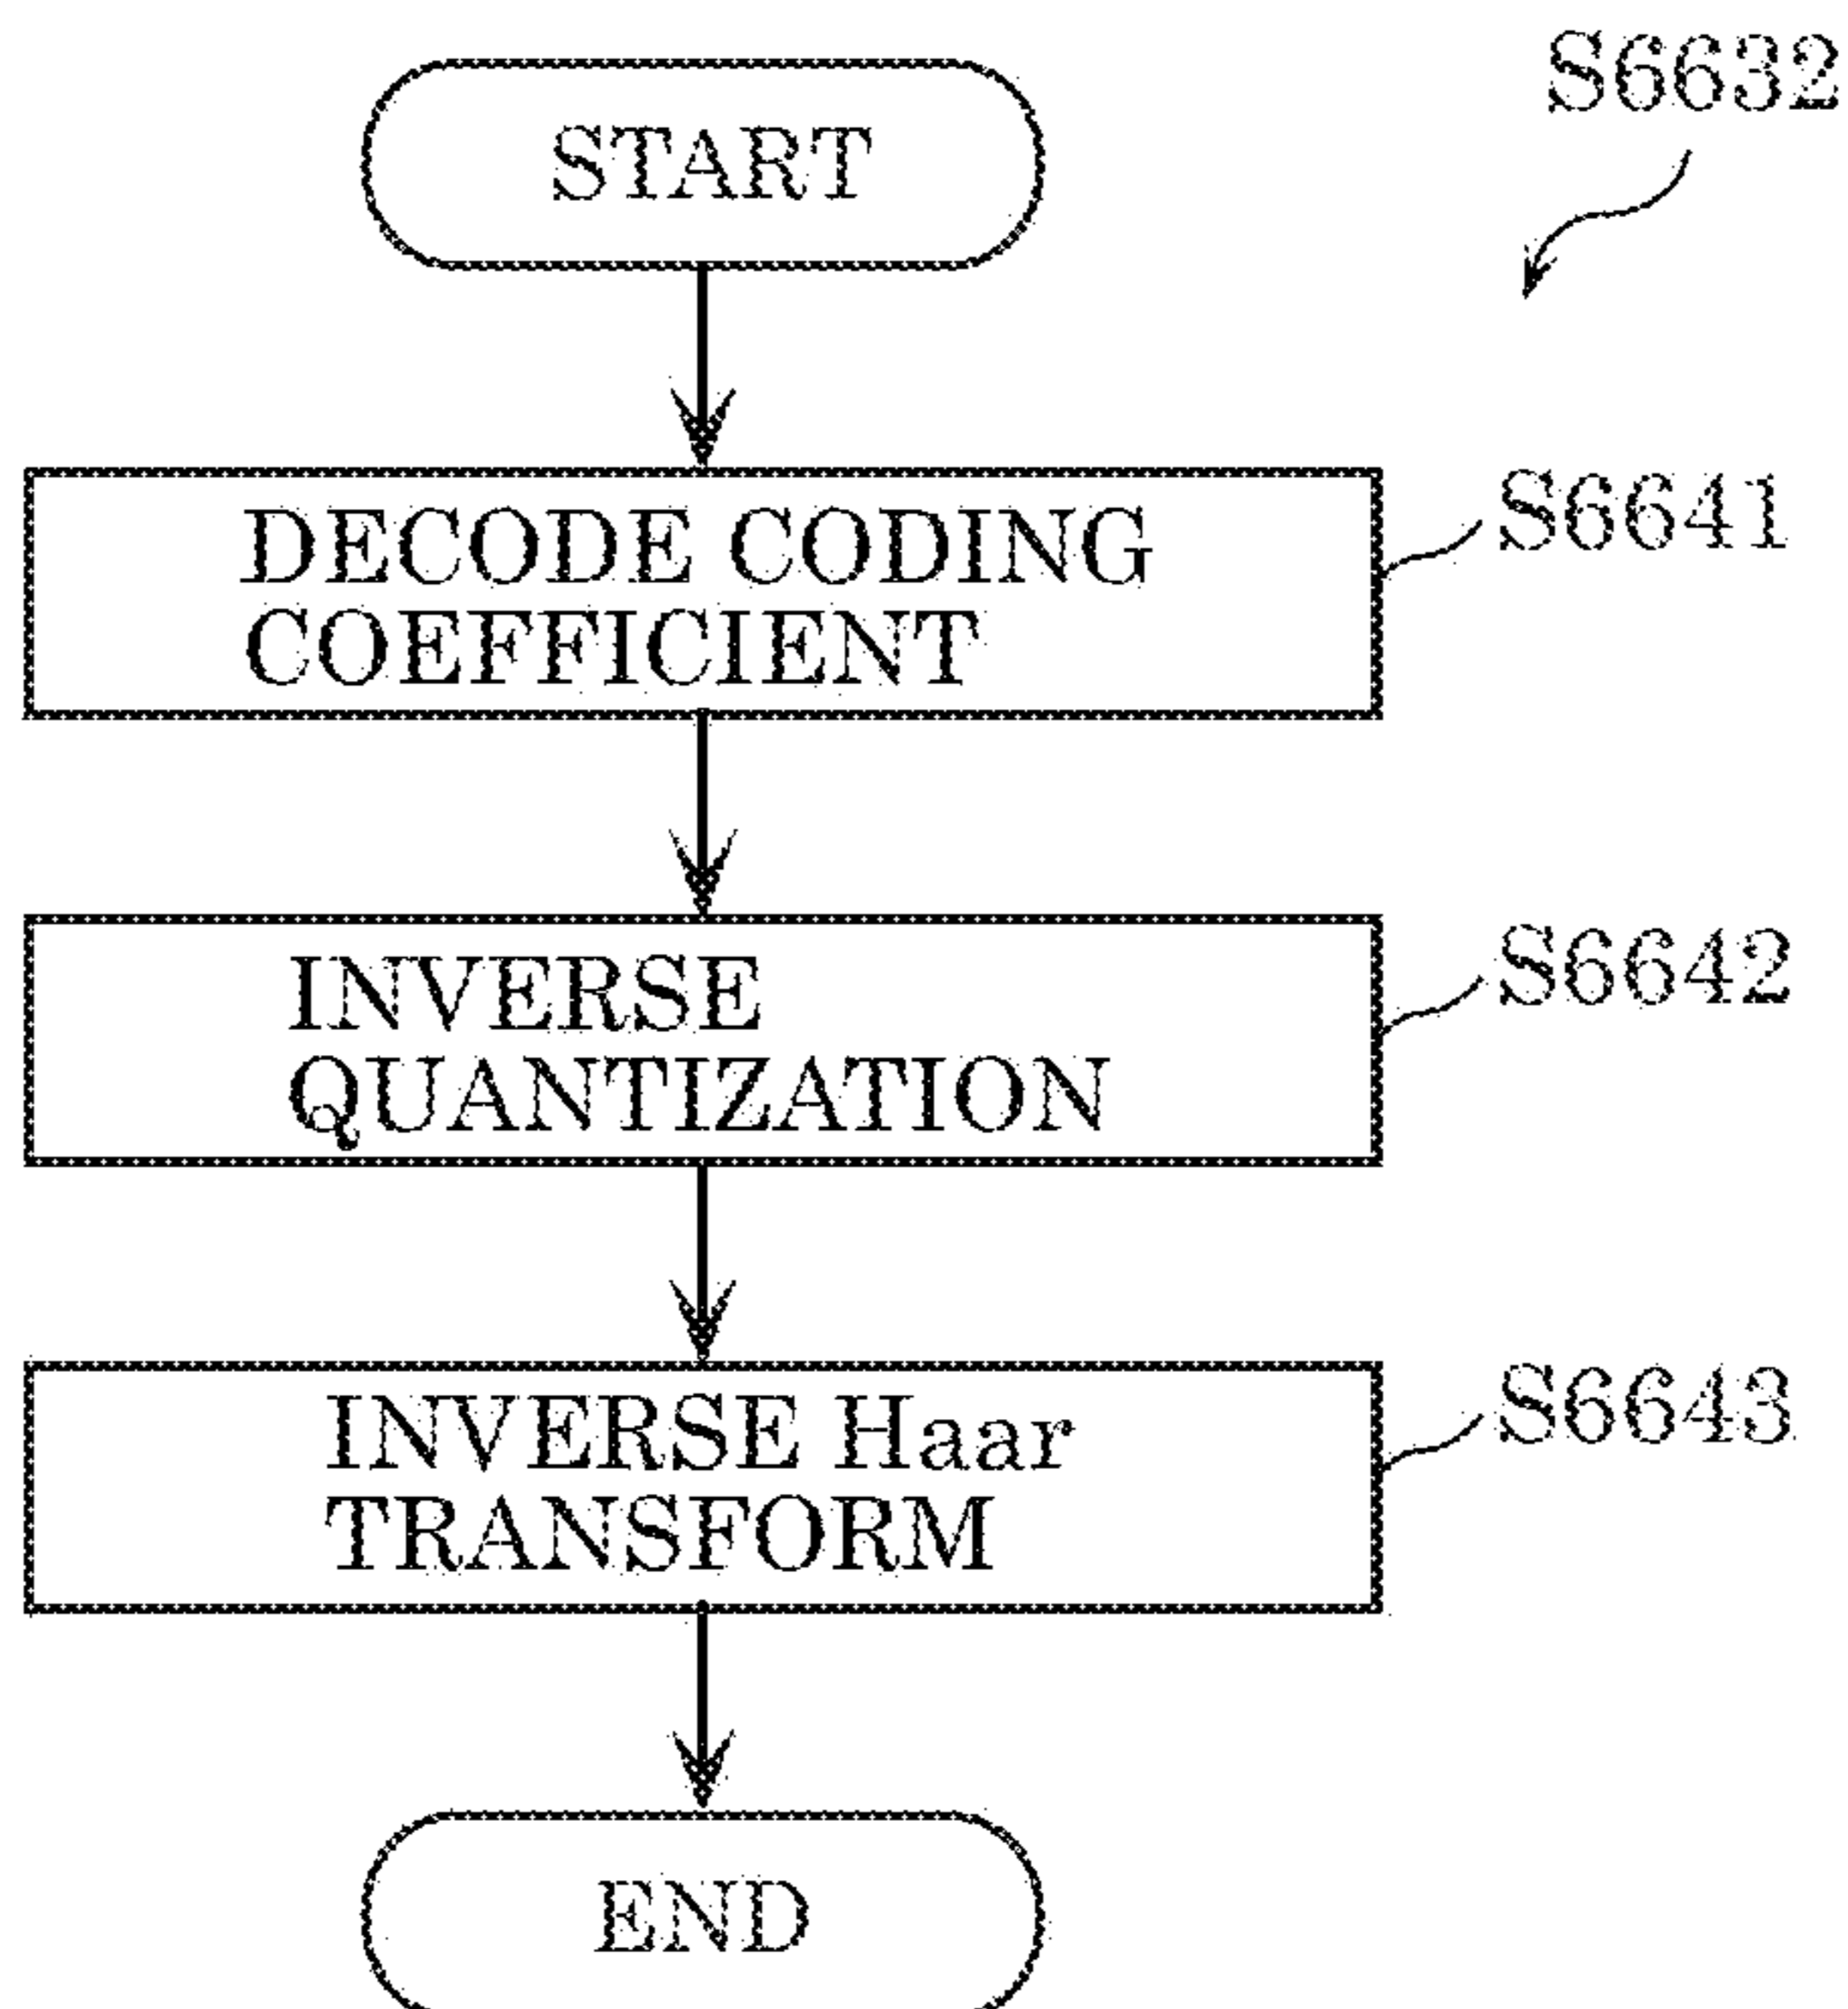 START
S6632
DECODE CODING
COEFFICIENT
S6641
INVERSE
QUANTIZATION
S6642
INVERSE Haar
TRANSFORM
S6643
END